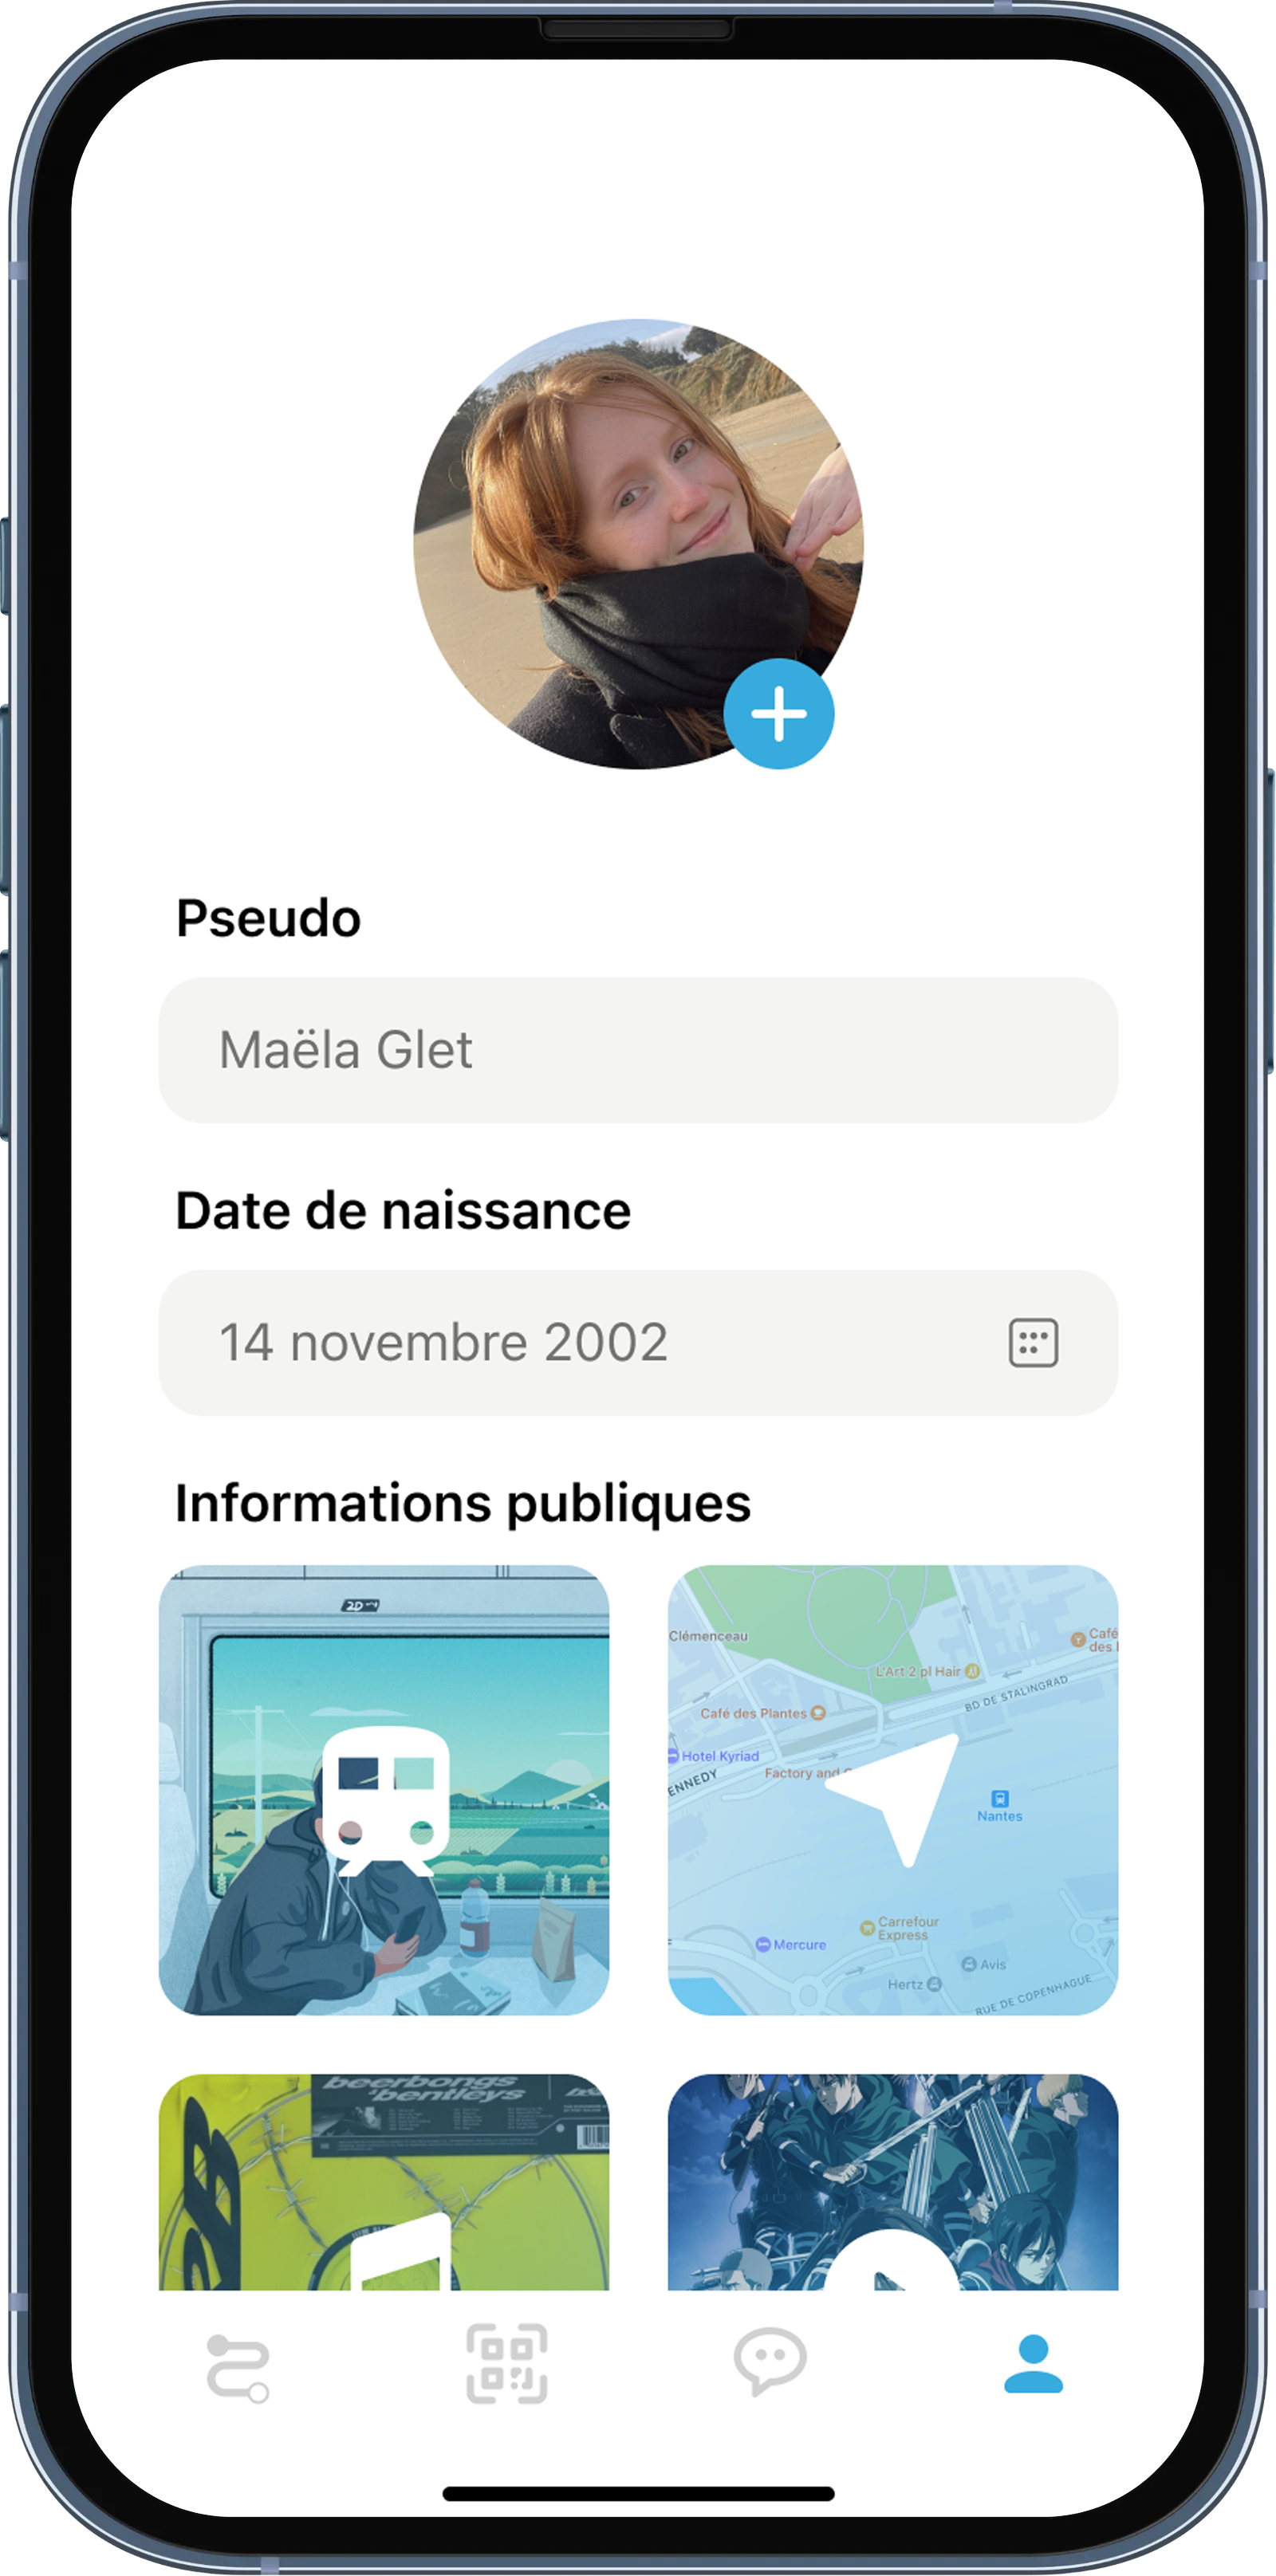 Pseudo
Maëla Glet
Date de naissance
14 novembre 2002
Informations publiques
2D
Clémenceau
Café
des
L'Art 2 pl Hair
BD DE STALINGRAD
Café des Plantes
Hotel Kyriad
ENNEDY
Factory and
Nantes
Carrefour
Express
Mercure
Avis
Hertz
RUE DE COPENHAGUE
beerbongs
'bentleys